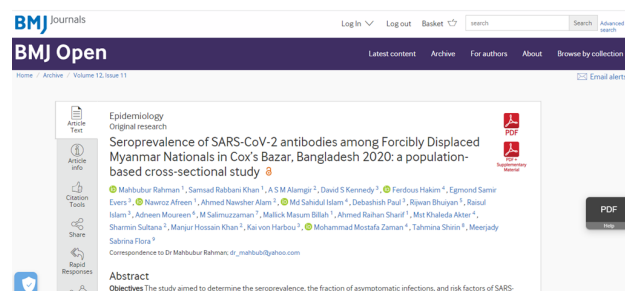 BMJ Journals
Log In Log out Basket search Search Advanced search
BMJ Open
Latest content Archive For authors About Browse by collection
Home / Archive / Volume 12, Issue 11
Email alerts
Article Text
Article info
Citation Tools
Share
Rapid Responses
Epidemiology
Original research
Seroprevalence of SARS-CoV-2 antibodies among Forcibly Displaced
Myanmar Nationals in Cox's Bazar, Bangladesh 2020: a population-
based cross-sectional study
PDF
PDF +
Supplementary
Material
Mahbubur Rahman 1, Samsad Rabbani Khan 1, A S M Alamgir 2, David S Kennedy 3, Ferdous Hakim 4, Egmond Samir
Evers 3, Nawroz Afreen 1, Ahmed Nawsher Alam 2, Md Sahidul Islam 4, Debashish Paul 3, Rijwan Bhuiyan 5, Raisul
Islam 3, Adneen Moureen 6, M Salimuzzaman 7, Mallick Masum Billah 1, Ahmed Raihan Sharif 1, Mst Khaleda Akter 4,
Sharmin Sultana 2, Manjur Hossain Khan 2, Kai von Harbou 3, Mohammad Mostafa Zaman 4, Tahmina Shirin 8, Meerjady
Sabrina Flora 8
Correspondence to Dr Mahbubur Rahman; dr_mahbub@yahoo.com
Abstract
Objectives The study aimed to determine the seroprevalence, the fraction of asymptomatic infections, and risk factors of SARS-
PDF
Help